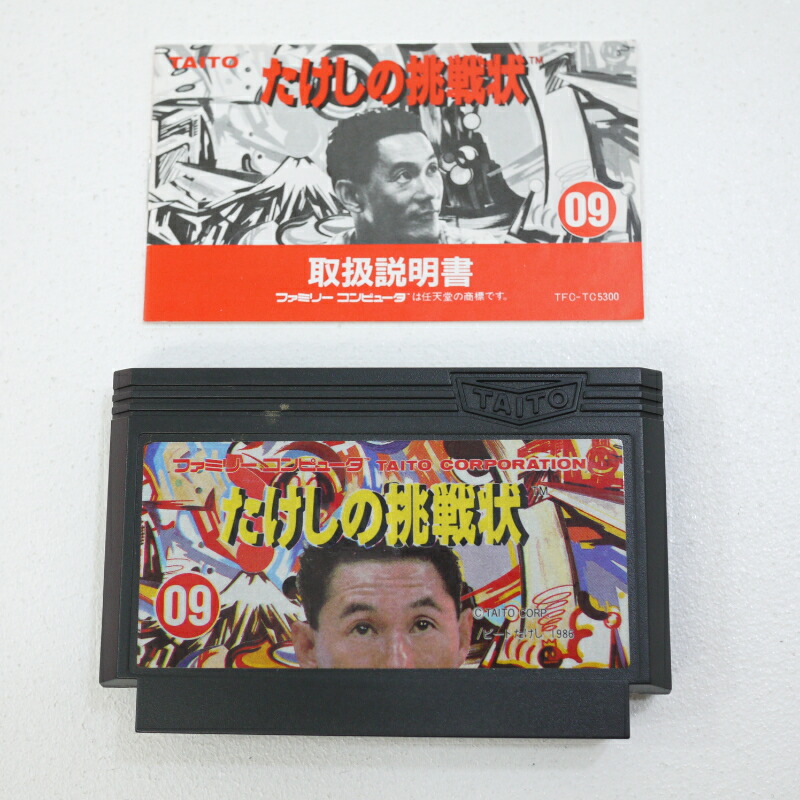 TAITO
たけしの挑戦状™
09
取扱説明書
ファミリー コンピュータ™は任天堂の商標です。
TFC-TC5300
TAITO
ファミリー コンピュータ TAITO CORPORATION
たけしの挑戦状™
09
© TAITO CORP.
/ビートたけし 1986